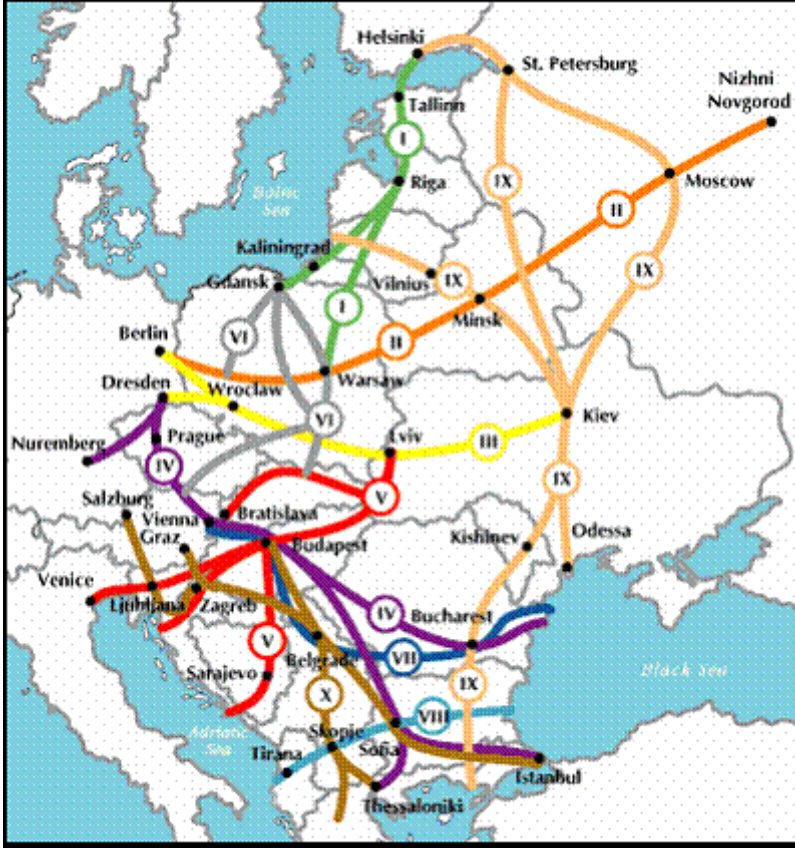 Helsinki
St. Petersburg
Nizhni
Novgorod
Tallinn
I
Riga
IX
Moscow
II
Baltic
Sea
Kaliningrad
Gdansk
Vilnius
IX
IX
Minsk
I
VI
II
Berlin
Warsaw
Dresden
Wroclaw
VI
Kiev
Nuremberg
Prague
Lviv
III
IV
IX
V
Salzburg
Vienna
Bratislava
Graz
Budapest
Kishinev
Odessa
Venice
Ljubljana
Zagreb
IV
Bucharest
V
Belgrade
VII
Sarajevo
IX
Black Sea
X
VIII
Adriatic
Sea
Skopje
Sofia
Tirana
Istanbul
Thessaloniki